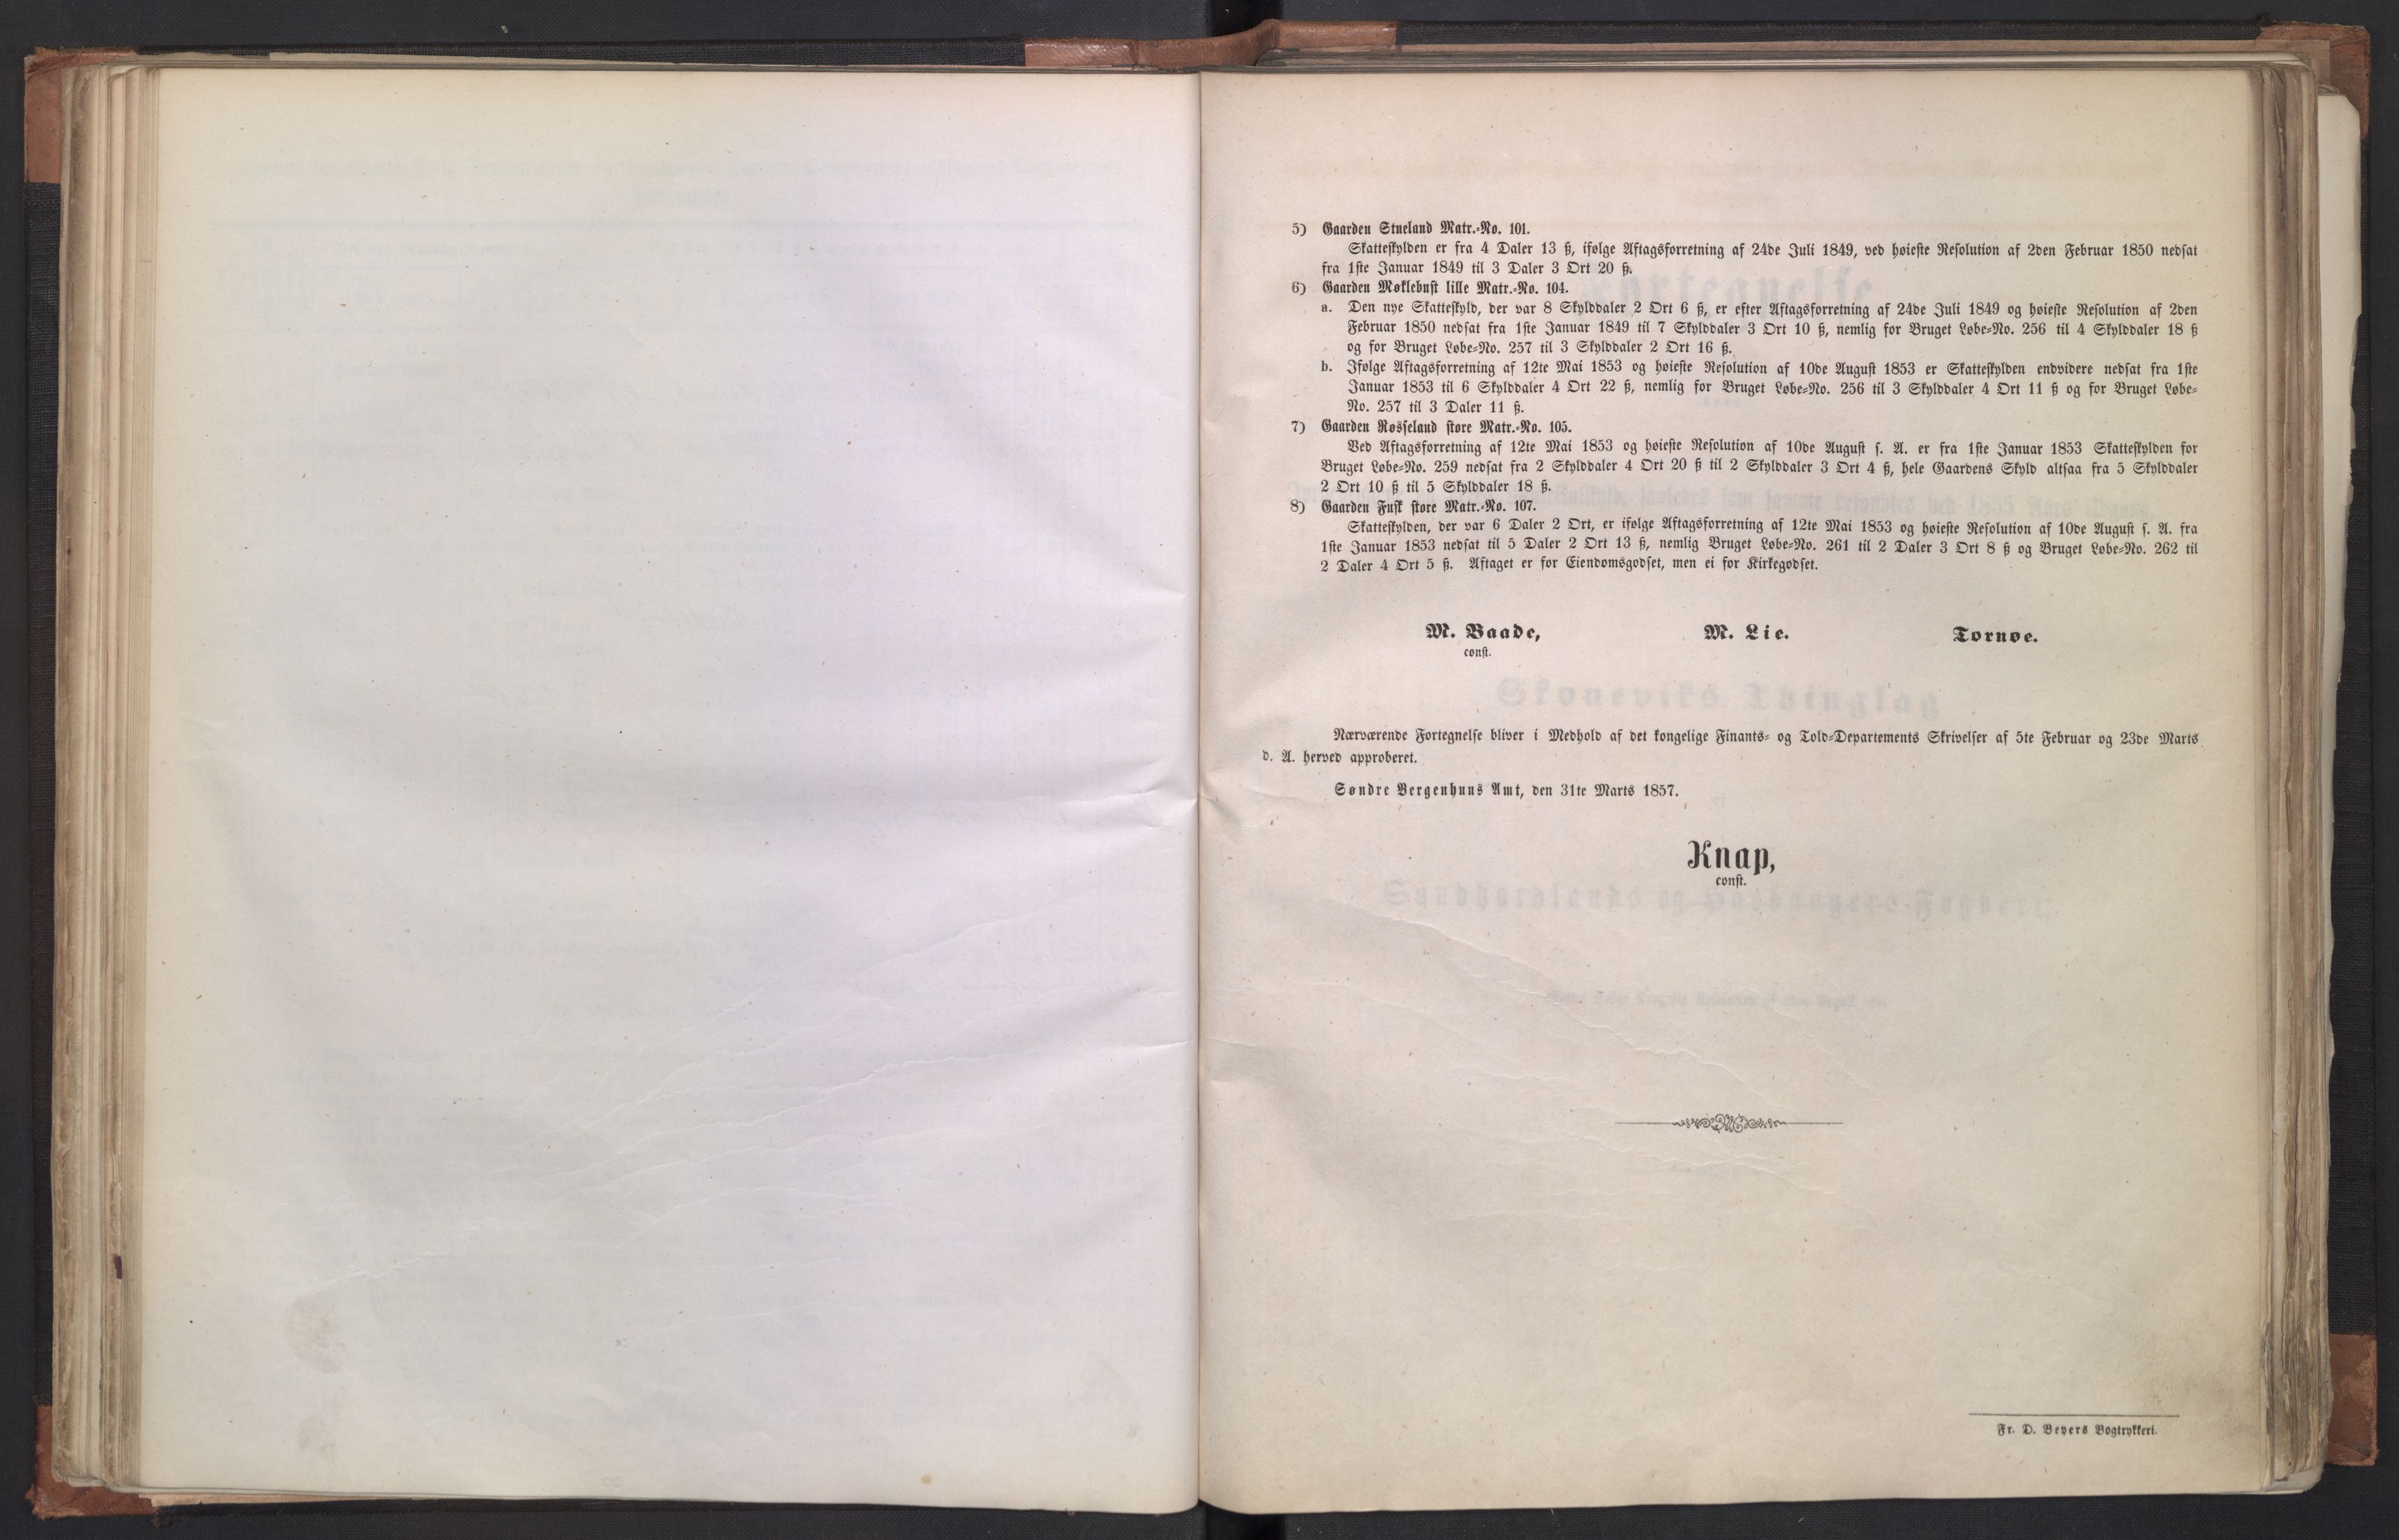 5) Gaarden Stueland Matr.-No. 101.
Skatteskylden er fra 4 Daler 13 ß, ifølge Aftagsforretning af 24de Juli 1849, ved høieste Resolution af 2den Februar 1850 nedsat
fra 1ste Januar 1849 til 3 Daler 3 Ort 20 ß.
6) Gaarden Møklebust lille Matr.-No. 104.
a. Den nye Skatteskyld, der var 8 Skylddaler 2 Ort 6 ß, er efter Aftagsforretning af 24de Juli 1849 og høieste Resolution af 2den
Februar 1850 nedsat fra 1ste Januar 1849 til 7 Skylddaler 3 Ort 10 ß, nemlig for Bruget Løbe-No. 256 til 4 Skylddaler 18 ß
og for Bruget Løbe-No. 257 til 3 Skylddaler 2 Ort 16 ß.
b. Ifølge Aftagsforretning af 12te Mai 1853 og høieste Resolution af 10de August 1853 er Skatteskylden endvidere nedsat fra 1ste
Januar 1853 til 6 Skylddaler 4 Ort 22 ß, nemlig for Bruget Løbe-No. 256 til 3 Skylddaler 4 Ort 11 ß og for Bruget Løbe-
No. 257 til 3 Daler 11 ß.
7) Gaarden Røsseland store Matr.-No. 105.
Ved Aftagsforretning af 12te Mai 1853 og høieste Resolution af 10de August s. A. er fra 1ste Januar 1853 Skatteskylden for
Bruget Løbe-No. 259 nedsat fra 2 Skylddaler 4 Ort 20 ß til 2 Skylddaler 3 Ort 4 ß, hele Gaardens Skyld altsaa fra 5 Skylddaler
2 Ort 10 ß til 5 Skylddaler 18 ß.
8) Gaarden Fusk store Matr.-No. 107.
Skatteskylden, der var 6 Daler 2 Ort, er ifølge Aftagsforretning af 12te Mai 1853 og høieste Resolution af 10de August s. A. fra
1ste Januar 1853 nedsat til 5 Daler 2 Ort 13 ß, nemlig Bruget Løbe-No. 261 til 2 Daler 3 Ort 8 ß og Bruget Løbe-No. 262 til
2 Daler 4 Ort 5 ß. Aftaget er for Eiendomsgodset, men ei for Kirkegodset.
M. Baade, M. Lie. Tornøe.
const.
Nærværende Fortegnelse bliver i Medhold af det kongelige Finants- og Told-Departements Skrivelser af 5te Februar og 23de Marts
d. A. herved approberet.
Søndre Bergenhuus Amt, den 31te Marts 1857.
Knap,
const.
Fr. D. Beyers Bogtrykkeri.